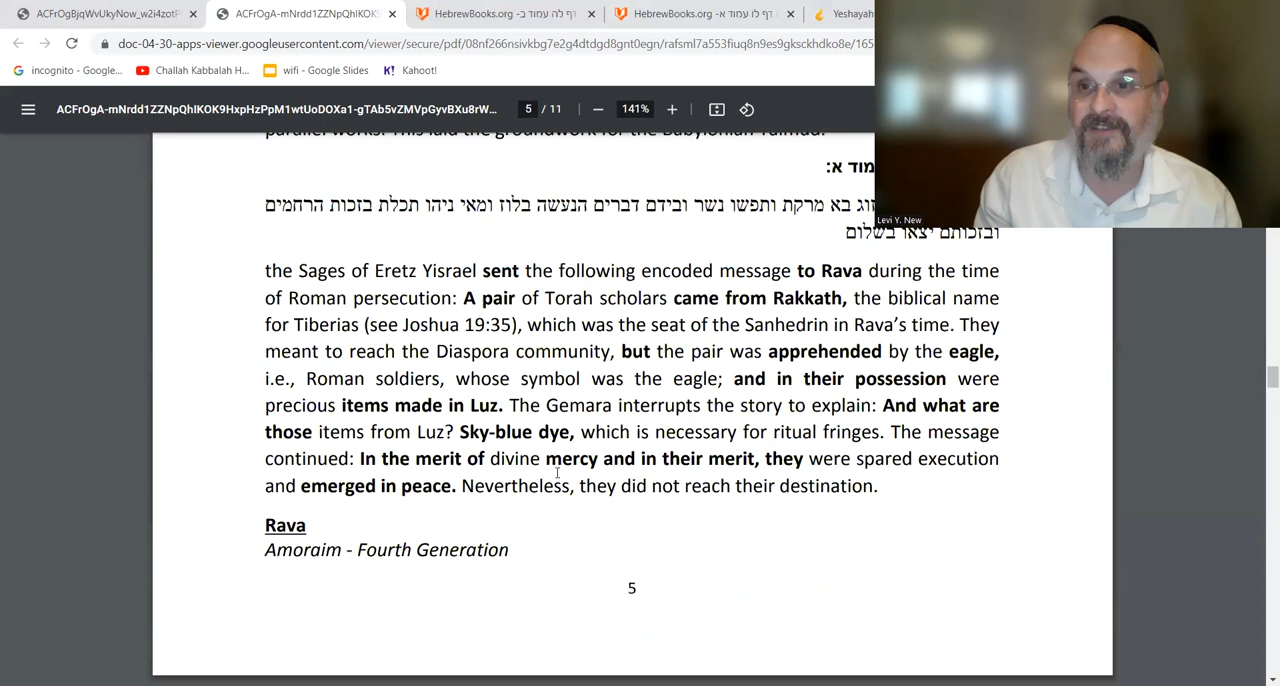 ACFrOgBjqWvUkyNow_w2i4zotP
ACFrOgA-mNrdd1ZZNpQhIKOK9
HebrewBooks.org - דף לה עמוד ב
HebrewBooks.org - דף לו עמוד א
Yeshayah
doc-04-30-apps-viewer.googleusercontent.com/viewer/secure/pdf/08nf266nsivkbg7e2g4dtdgd8gnt0egn/rafsml7a553fiuq8n9es9gksckhdko8e/165
incognito - Google...
Challah Kabbalah H...
wifi - Google Slides
Kahoot!
ACFrOgA-mNrdd1ZZNpQhIKOK9HxpHzPpM1wtUoDOXa1-gTAb5vZMVpGyvBXu8rW...
5 / 11
141%
parallel works. This laid the groundwork for the Babylonian Talmud.
מוד א:
זוג בא מרקת ותפשו נשר ובידם דברים הנעשה בלוז ומאי ניהו תכלת בזכות הרחמים
ובזכותם יצאו בשלום
Levi Y. New
the Sages of Eretz Yisrael sent the following encoded message to Rava during the time
of Roman persecution: A pair of Torah scholars came from Rakkath, the biblical name
for Tiberias (see Joshua 19:35), which was the seat of the Sanhedrin in Rava's time. They
meant to reach the Diaspora community, but the pair was apprehended by the eagle,
i.e., Roman soldiers, whose symbol was the eagle; and in their possession were
precious items made in Luz. The Gemara interrupts the story to explain: And what are
those items from Luz? Sky-blue dye, which is necessary for ritual fringes. The message
continued: In the merit of divine mercy and in their merit, they were spared execution
and emerged in peace. Nevertheless, they did not reach their destination.
Rava
Amoraim - Fourth Generation
5